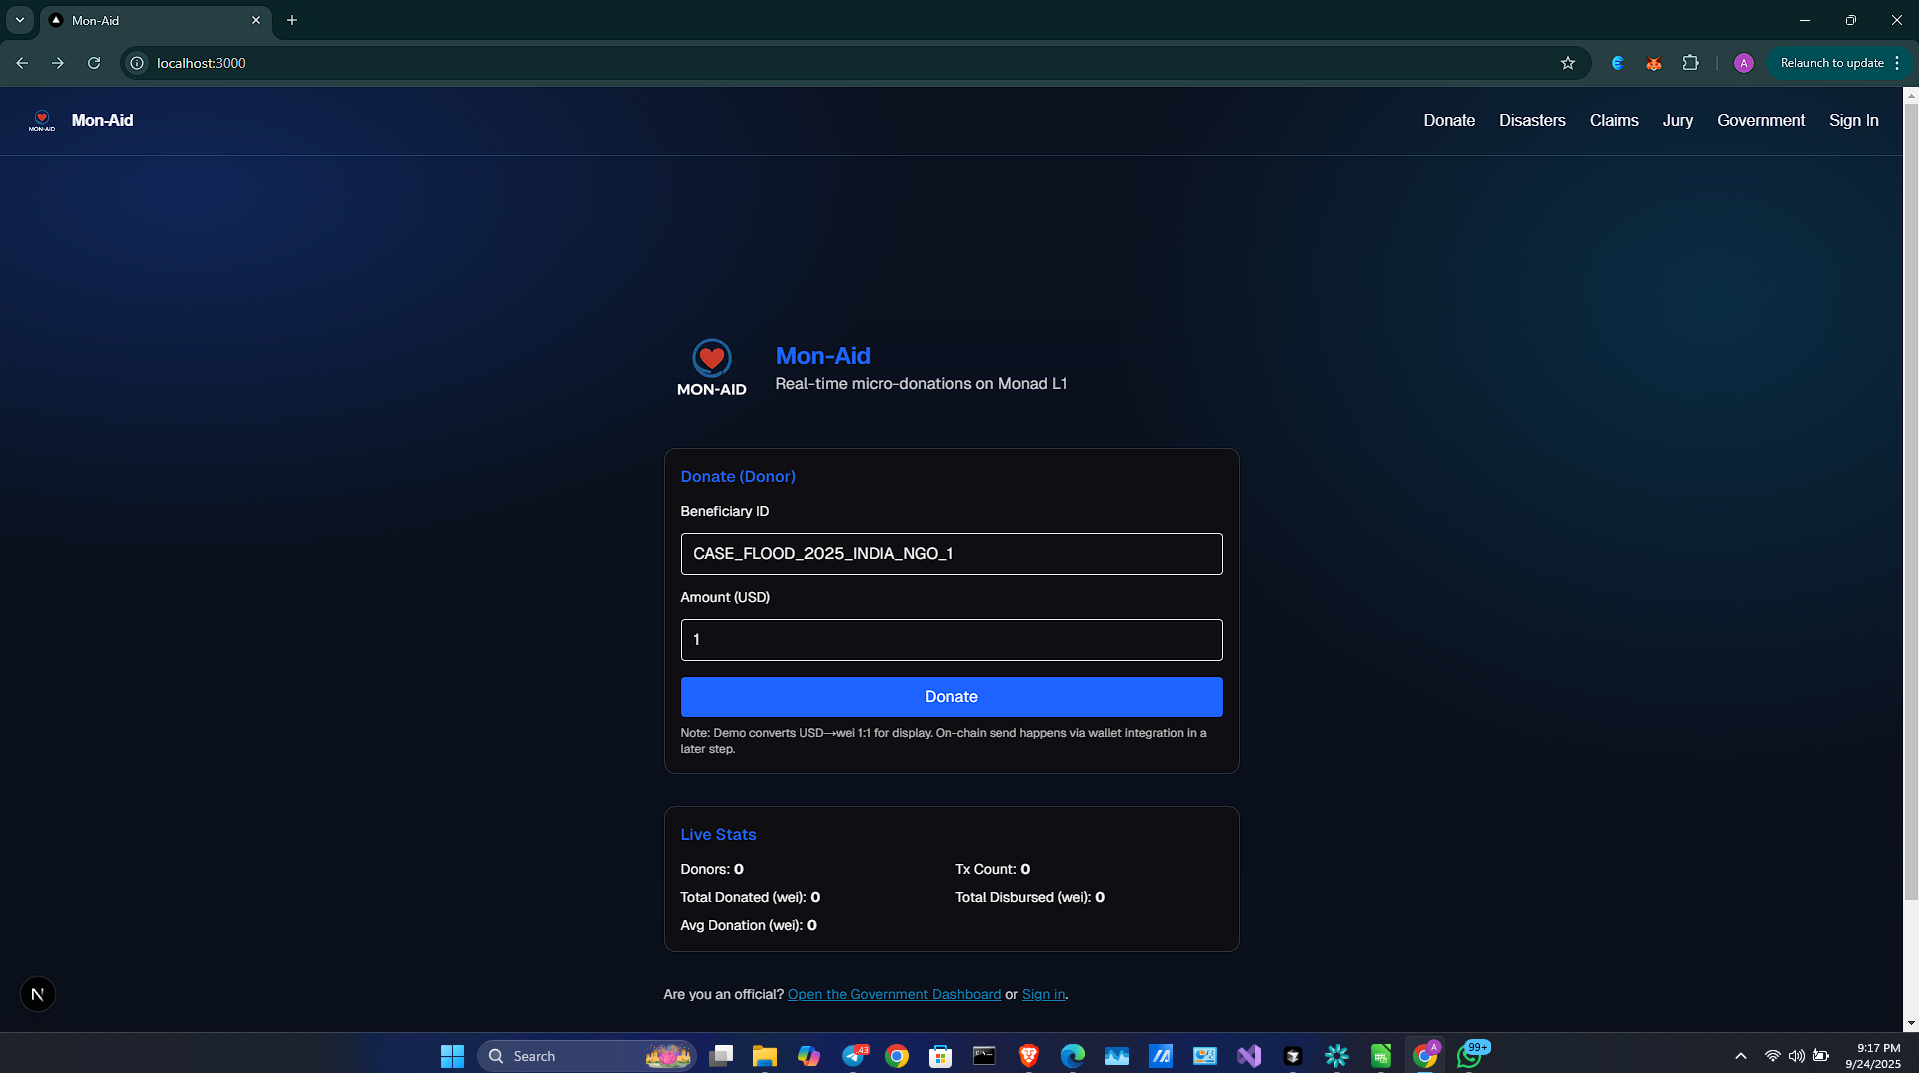 Mon-Aid
localhost:3000
A
Relaunch to update
MON-AID
Mon-Aid
Donate
Disasters
Claims
Jury
Government
Sign In
MON-AID
Mon-Aid
Real-time micro-donations on Monad L1
Donate (Donor)
Beneficiary ID
CASE_FLOOD_2025_INDIA_NGO_1
Amount (USD)
1
Donate
Note: Demo converts USD→wei 1:1 for display. On-chain send happens via wallet integration in a
later step.
Live Stats
Donors: 0
Tx Count: 0
Total Donated (wei): 0
Total Disbursed (wei): 0
Avg Donation (wei): 0
N
Are you an official? Open the Government Dashboard or Sign in.
Search
43
A
99+
9:17 PM
9/24/2025